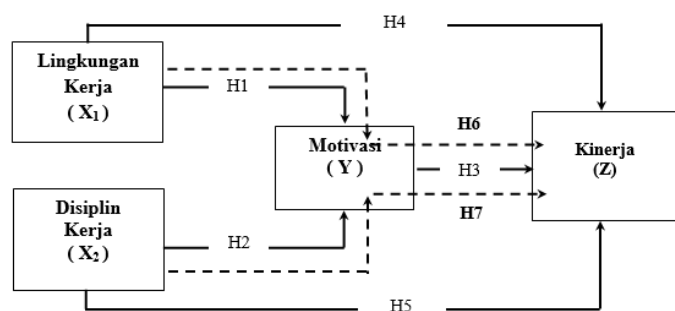 H4
Lingkungan
Kerja
( X₁ )
H1
H6
Motivasi
( Y )
H3
Kinerja
(Z)
Disiplin
Kerja
( X₂ )
H7
H2
H5